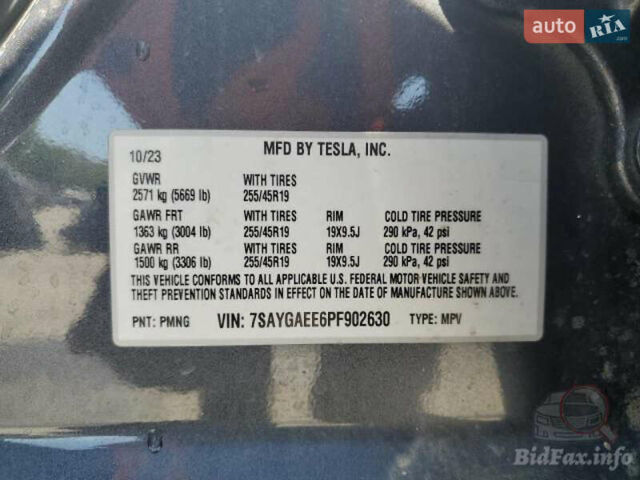 auto RIA.com
10/23 MFD BY TESLA, INC.
GVWR WITH TIRES
2571 kg (5669 lb) 255/45R19
GAWR FRT WITH TIRES RIM COLD TIRE PRESSURE
1363 kg (3004 lb) 255/45R19 19X9.5J 290 kPa, 42 psi
GAWR RR WITH TIRES RIM COLD TIRE PRESSURE
1500 kg (3306 lb) 255/45R19 19X9.5J 290 kPa, 42 psi
THIS VEHICLE CONFORMS TO ALL APPLICABLE U.S. FEDERAL MOTOR VEHICLE SAFETY AND
THEFT PREVENTION STANDARDS IN EFFECT ON THE DATE OF MANUFACTURE SHOWN ABOVE.
PNT: PMNG VIN: 7SAYGAEE6PF902630 TYPE: MPV
BidFax.info